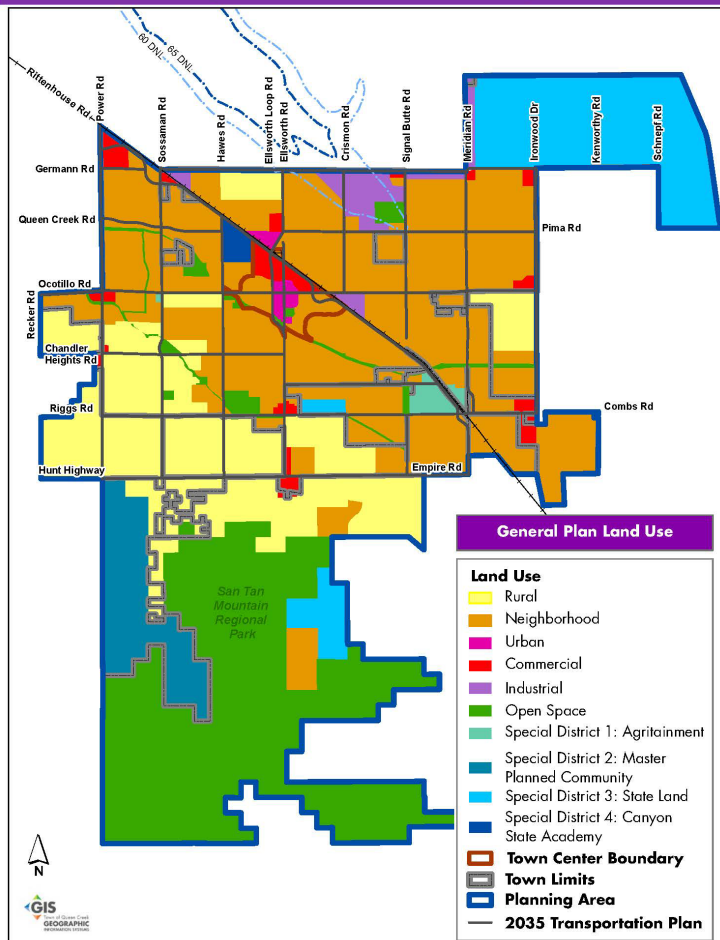 60 DNL
65 DNL
Rittenhouse Rd
Power Rd
Sossaman Rd
Hawes Rd
Ellsworth Loop Rd
Ellsworth Rd
Crismon Rd
Signal Butte Rd
Meridian Rd
Ironwood Dr
Kenworthy Rd
Schnepf Rd
Germann Rd
Queen Creek Rd
Pima Rd
Ocotillo Rd
Recker Rd
Chandler
Heights Rd
Riggs Rd
Combs Rd
Hunt Highway
Empire Rd
San Tan
Mountain
Regional
Park
General Plan Land Use
Land Use
Rural
Neighborhood
Urban
Commercial
Industrial
Open Space
Special District 1: Agritainment
Special District 2: Master
Planned Community
Special District 3: State Land
Special District 4: Canyon
State Academy
Town Center Boundary
Town Limits
Planning Area
2035 Transportation Plan
N
GIS
Town of Queen Creek
GEOGRAPHIC
INFORMATION SYSTEMS